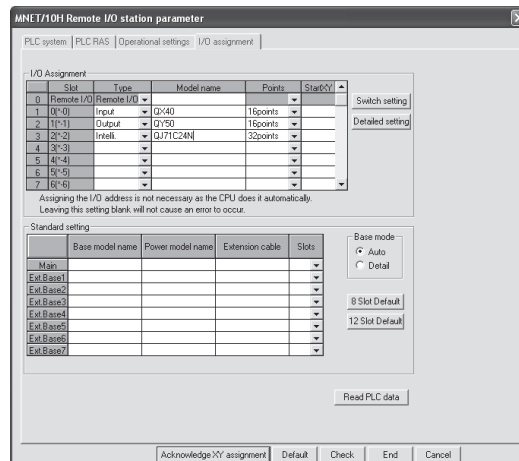 MNET/10H Remote I/O station parameter
PLC system PLC RAS Operational settings I/O assignment
I/O Assignment
Slot Type Model name Points StartXY
0 Remote I/O Remote I/O
1 0(*-0) Input QX40 16points
2 1(*-1) Output QY50 16points
3 2(*-2) Intelli. QJ71C24N 32points
4 3(*-3)
5 4(*-4)
6 5(*-5)
7 6(*-6)
Switch setting
Detailed setting
Assigning the I/O address is not necessary as the CPU does it automatically.
Leaving this setting blank will not cause an error to occur.
Standard setting
Base model name Power model name Extension cable Slots
Main
Ext.Base1
Ext.Base2
Ext.Base3
Ext.Base4
Ext.Base5
Ext.Base6
Ext.Base7
Base mode
Auto
Detail
8 Slot Default
12 Slot Default
Read PLC data
Acknowledge XY assignment Default Check End Cancel